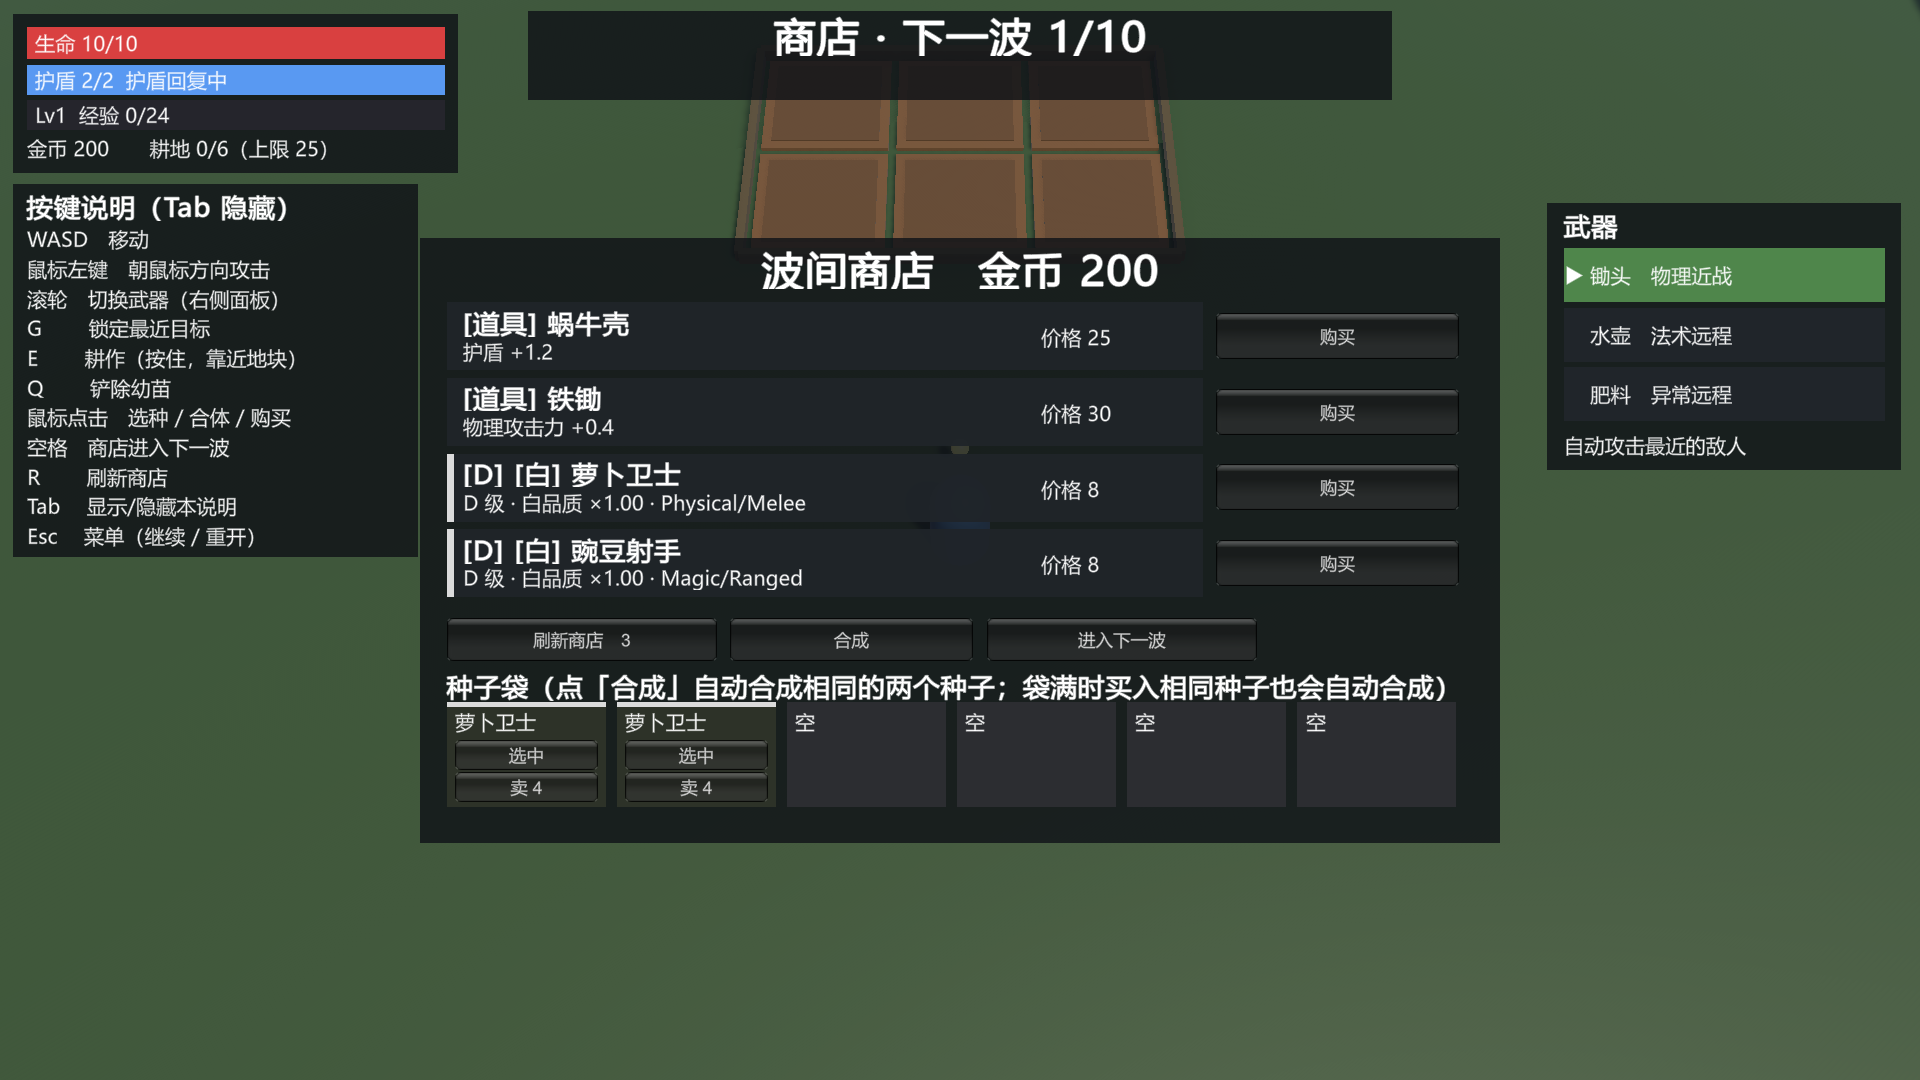 生命 10/10
护盾 2/2 护盾回复中
Lv1 经验 0/24
金币 200 耕地 0/6（上限 25）
商店 · 下一波 1/10
按键说明（Tab 隐藏）
WASD 移动
鼠标左键 朝鼠标方向攻击
滚轮 切换武器（右侧面板）
G 锁定最近目标
E 耕作（按住，靠近地块）
Q 铲除幼苗
鼠标点击 选种 / 合体 / 购买
空格 商店进入下一波
R 刷新商店
Tab 显示/隐藏本说明
Esc 菜单（继续 / 重开）
波间商店 金币 200
[道具] 蜗牛壳
护盾 +1.2
价格 25
购买
[道具] 铁锄
物理攻击力 +0.4
价格 30
购买
[D] [白] 萝卜卫士
D 级 · 白品质 ×1.00 · Physical/Melee
价格 8
购买
[D] [白] 豌豆射手
D 级 · 白品质 ×1.00 · Magic/Ranged
价格 8
购买
刷新商店 3
合成
进入下一波
种子袋（点「合成」自动合成相同的两个种子；袋满时买入相同种子也会自动合成）
萝卜卫士
选中
卖 4
萝卜卫士
选中
卖 4
空
空
空
空
武器
▶ 锄头 物理近战
水壶 法术远程
肥料 异常远程
自动攻击最近的敌人